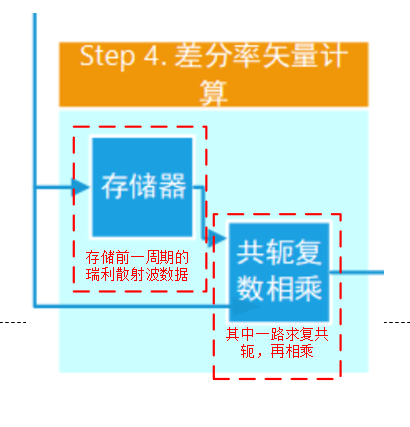 Step 4. 差分率矢量计
算
存储器
存储前一周期的
瑞利散射波数据
共轭复
数相乘
其中一路求复共
轭，再相乘